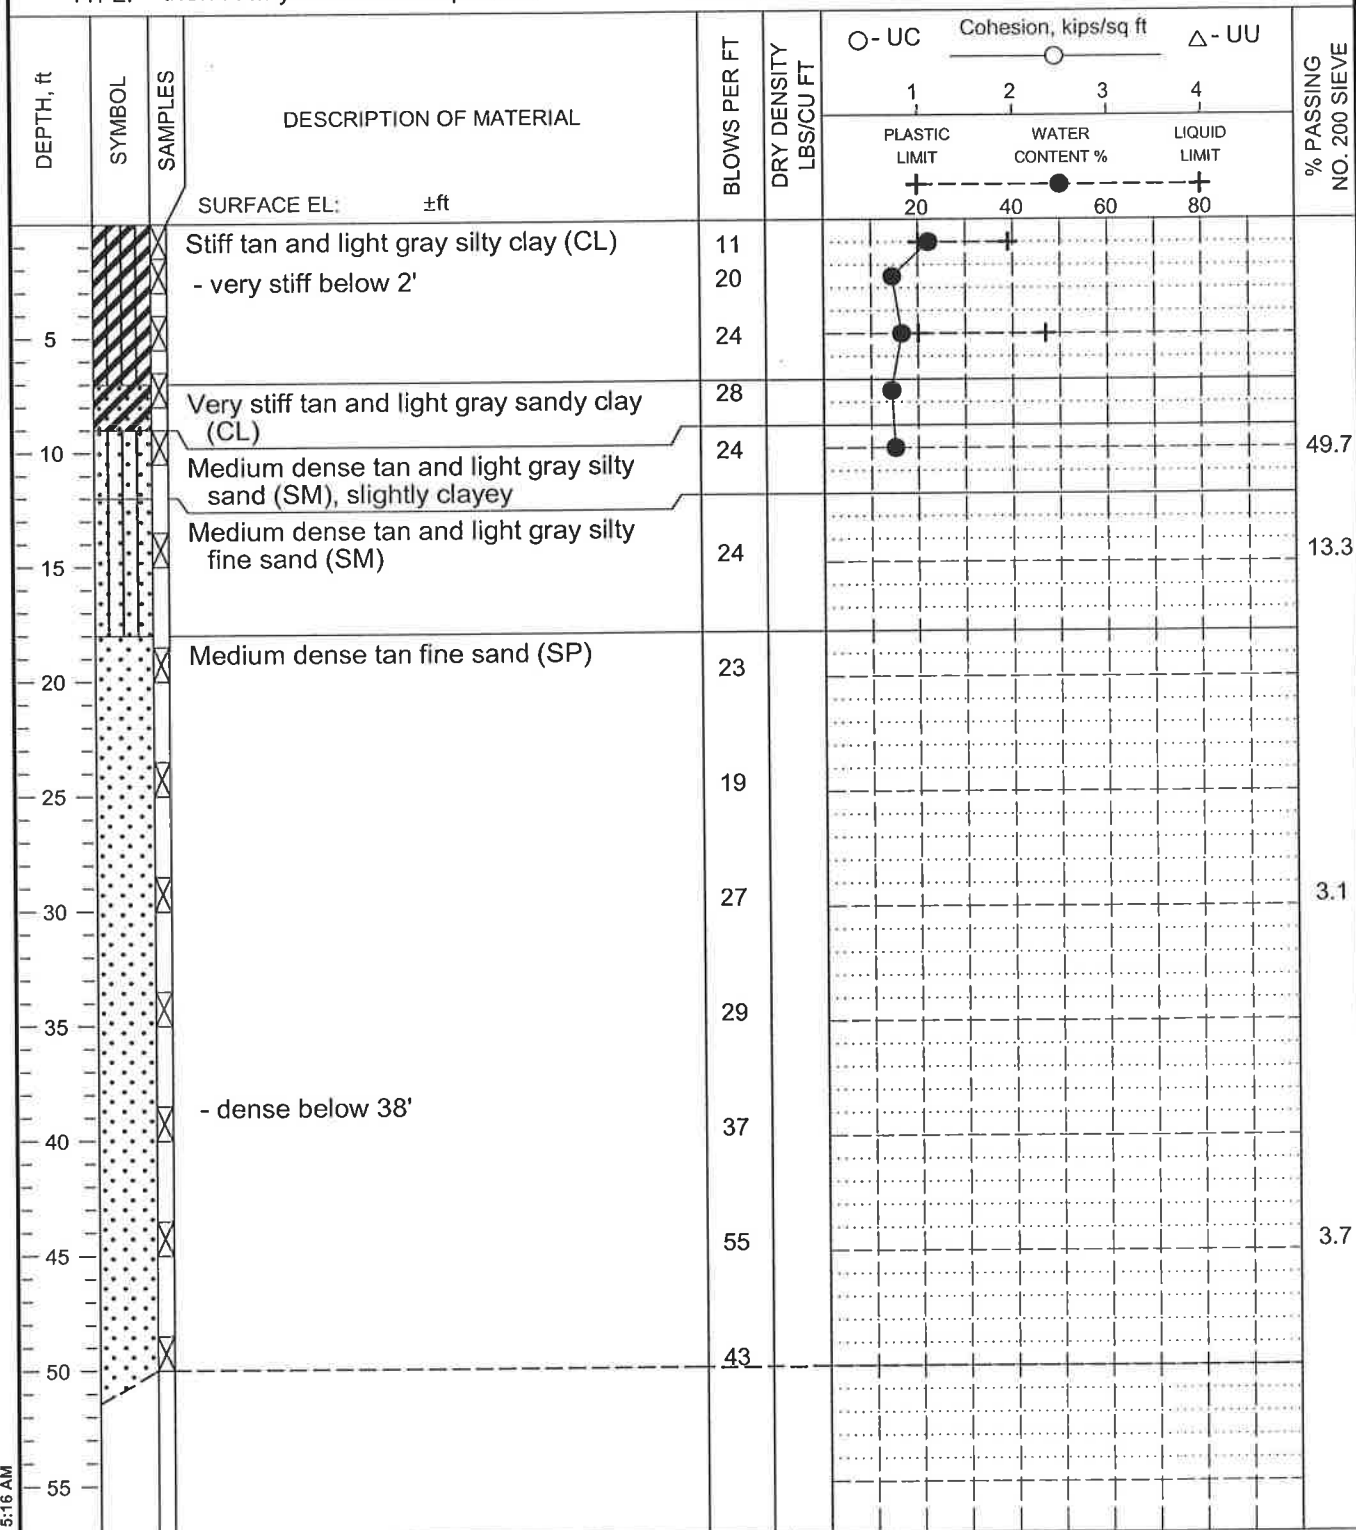 O - UC Cohesion, kips/sq ft △ - UU
1 2 3 4
DEPTH, ft
SYMBOL
SAMPLES
DESCRIPTION OF MATERIAL
SURFACE EL: ±ft
BLOWS PER FT
DRY DENSITY
LBS/CU FT
PLASTIC LIMIT
WATER CONTENT %
LIQUID LIMIT
20 40 60 80
% PASSING
NO. 200 SIEVE
Stiff tan and light gray silty clay (CL) 11
- very stiff below 2' 20
5 24
Very stiff tan and light gray sandy clay 28
(CL)
10 24 49.7
Medium dense tan and light gray silty
sand (SM), slightly clayey
Medium dense tan and light gray silty
fine sand (SM) 24 13.3
15
Medium dense tan fine sand (SP) 23
20
19
25
27 3.1
30
29
35
- dense below 38' 37
40
55 3.7
45
43
50
55
5:16 AM